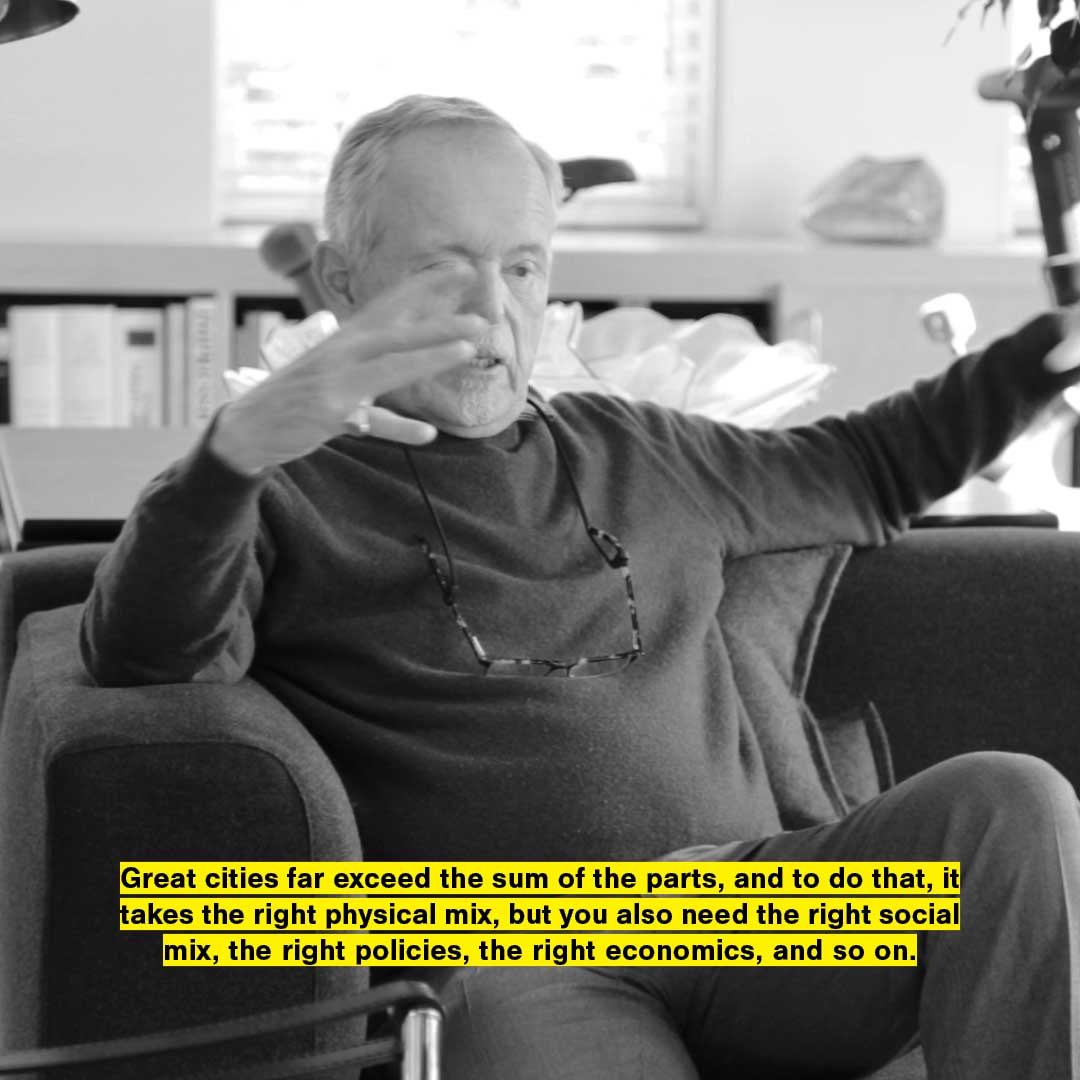 Great cities far exceed the sum of the parts, and to do that, it
takes the right physical mix, but you also need the right social
mix, the right policies, the right economics, and so on.